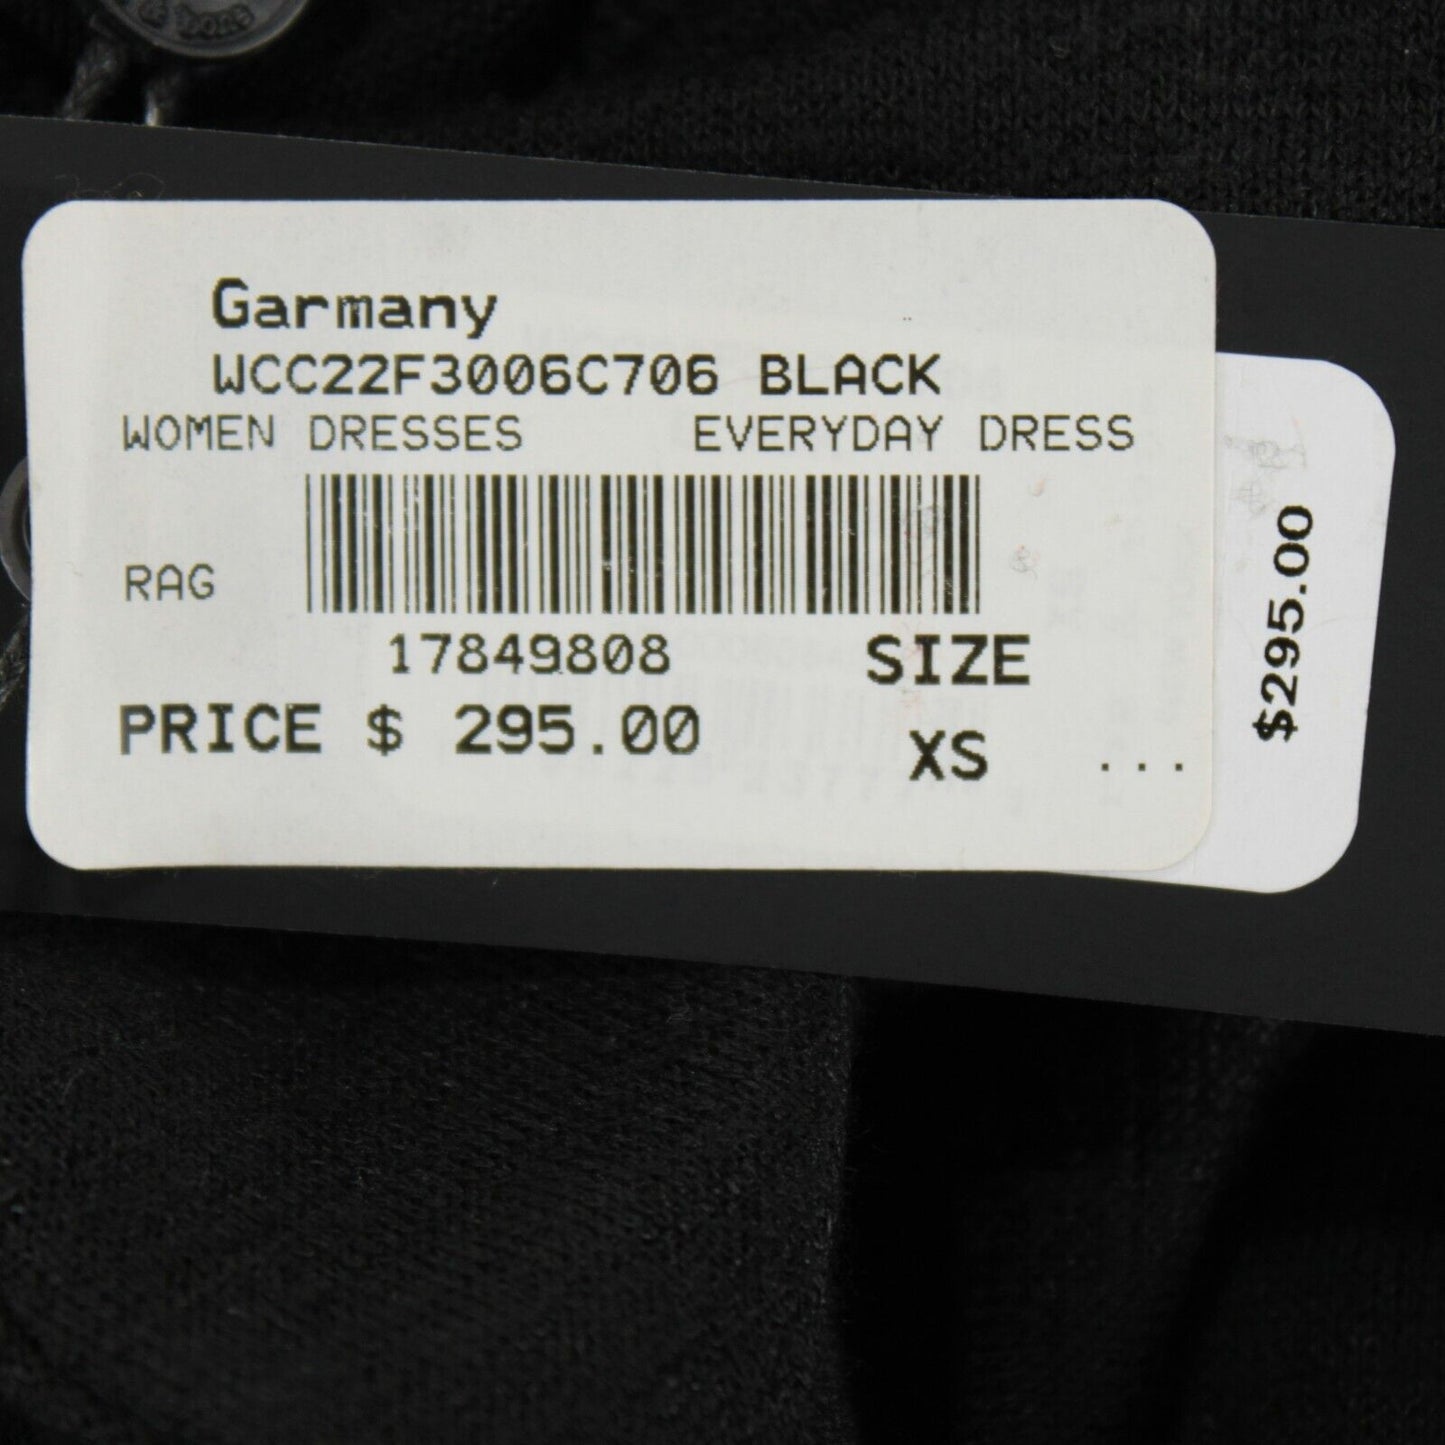 Garmany
WCC22F3006C706 BLACK
WOMEN DRESSES EVERYDAY DRESS
RAG
17849808 SIZE
PRICE $ 295.00 XS ...
$295.00